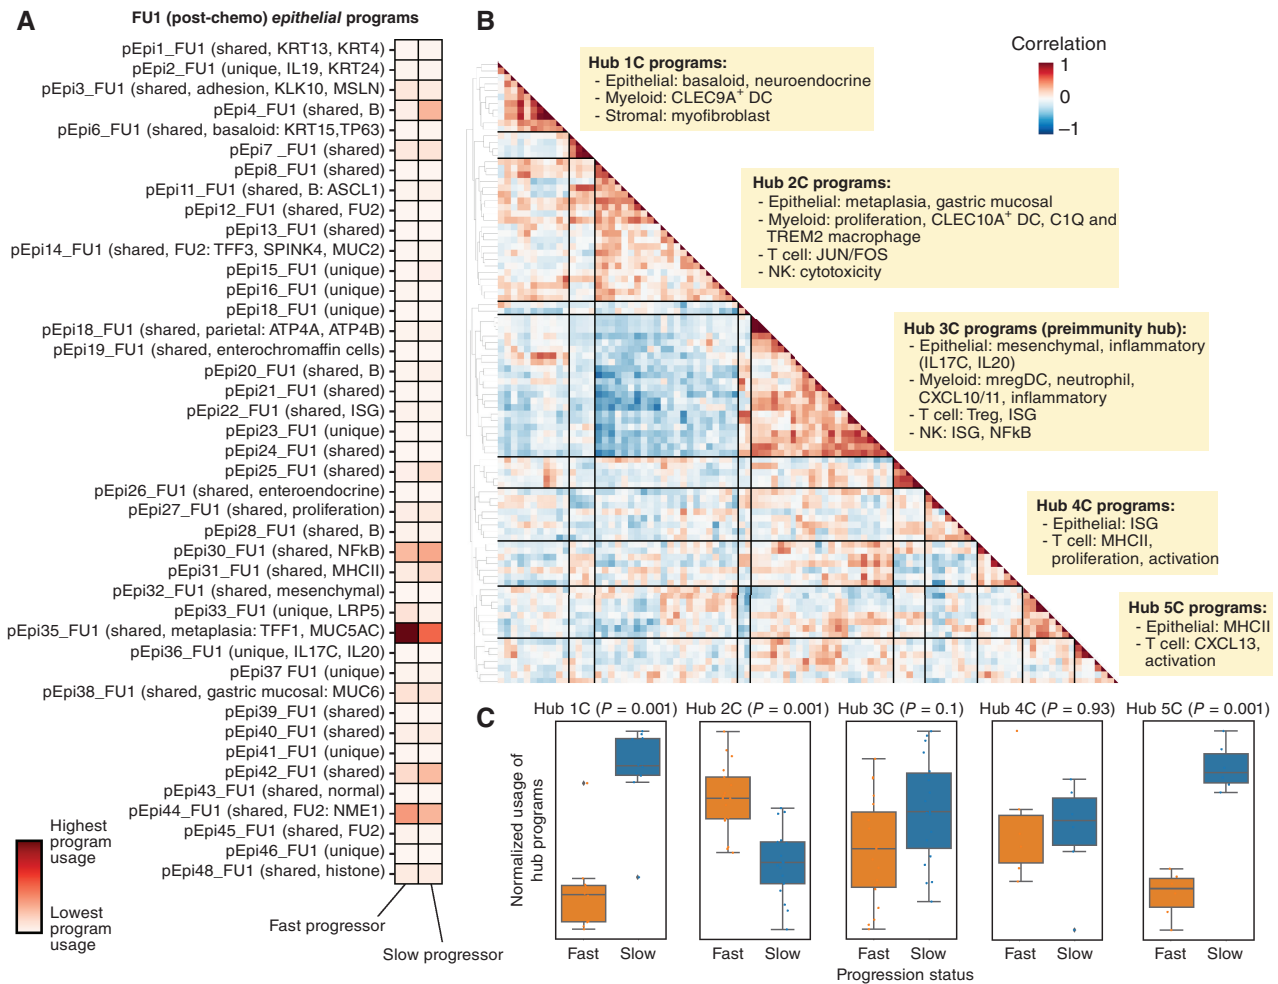 A
FU1 (post-chemo) epithelial programs
pEpi1_FU1 (shared, KRT13, KRT4)
pEpi2_FU1 (unique, IL19, KRT24)
pEpi3_FU1 (shared, adhesion, KLK10, MSLN)
pEpi4_FU1 (shared, B)
pEpi6_FU1 (shared, basaloid: KRT15,TP63)
pEpi7 _FU1 (shared)
pEpi8_FU1 (shared)
pEpi11_FU1 (shared, B: ASCL1)
pEpi12_FU1 (shared, FU2)
pEpi13_FU1 (shared)
pEpi14_FU1 (shared, FU2: TFF3, SPINK4, MUC2)
pEpi15_FU1 (unique)
pEpi16_FU1 (unique)
pEpi18_FU1 (unique)
pEpi18_FU1 (shared, parietal: ATP4A, ATP4B)
pEpi19_FU1 (shared, enterochromaffin cells)
pEpi20_FU1 (shared, B)
pEpi21_FU1 (shared)
pEpi22_FU1 (shared, ISG)
pEpi23_FU1 (unique)
pEpi24_FU1 (shared)
pEpi25_FU1 (shared)
pEpi26_FU1 (shared, enteroendocrine)
pEpi27_FU1 (shared, proliferation)
pEpi28_FU1 (shared, B)
pEpi30_FU1 (shared, NFkB)
pEpi31_FU1 (shared, MHCII)
pEpi32_FU1 (shared, mesenchymal)
pEpi33_FU1 (unique, LRP5)
pEpi35_FU1 (shared, metaplasia: TFF1, MUC5AC)
pEpi36_FU1 (unique, IL17C, IL20)
pEpi37 FU1 (unique)
pEpi38_FU1 (shared, gastric mucosal: MUC6)
pEpi39_FU1 (shared)
pEpi40_FU1 (shared)
pEpi41_FU1 (unique)
pEpi42_FU1 (shared)
pEpi43_FU1 (shared, normal)
pEpi44_FU1 (shared, FU2: NME1)
pEpi45_FU1 (shared, FU2)
pEpi46_FU1 (unique)
pEpi48_FU1 (shared, histone)
Highest
program
usage
Lowest
program
usage
Fast progressor
Slow progressor
B
Correlation
1
0
−1
Hub 1C programs:
- Epithelial: basaloid, neuroendocrine
- Myeloid: CLEC9A+ DC
- Stromal: myofibroblast
Hub 2C programs:
- Epithelial: metaplasia, gastric mucosal
- Myeloid: proliferation, CLEC10A+ DC, C1Q and
TREM2 macrophage
- T cell: JUN/FOS
- NK: cytotoxicity
Hub 3C programs (preimmunity hub):
- Epithelial: mesenchymal, inflammatory
(IL17C, IL20)
- Myeloid: mregDC, neutrophil,
CXCL10/11, inflammatory
- T cell: Treg, ISG
- NK: ISG, NFkB
Hub 4C programs:
- Epithelial: ISG
- T cell: MHCII,
proliferation, activation
Hub 5C programs:
- Epithelial: MHCII
- T cell: CXCL13,
activation
C
Hub 1C (P = 0.001)
Hub 2C (P = 0.001)
Hub 3C (P = 0.1)
Hub 4C (P = 0.93)
Hub 5C (P = 0.001)
Normalized usage of
hub programs
Fast Slow
Fast Slow
Fast Slow
Fast Slow
Fast Slow
Progression status